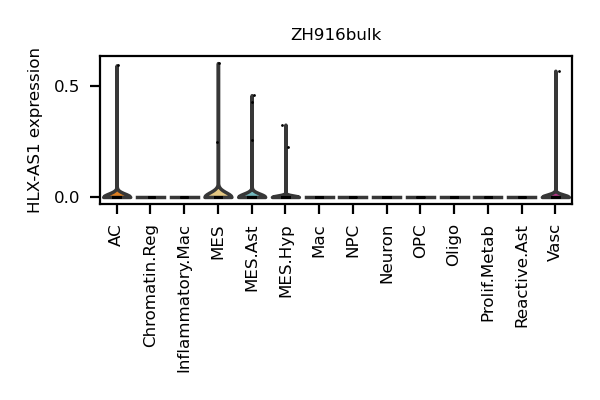 ZH916bulk
HLX-AS1 expression
0.5
0.0
AC
Chromatin.Reg
Inflammatory.Mac
MES
MES.Ast
MES.Hyp
Mac
NPC
Neuron
OPC
Oligo
Prolif.Metab
Reactive.Ast
Vasc